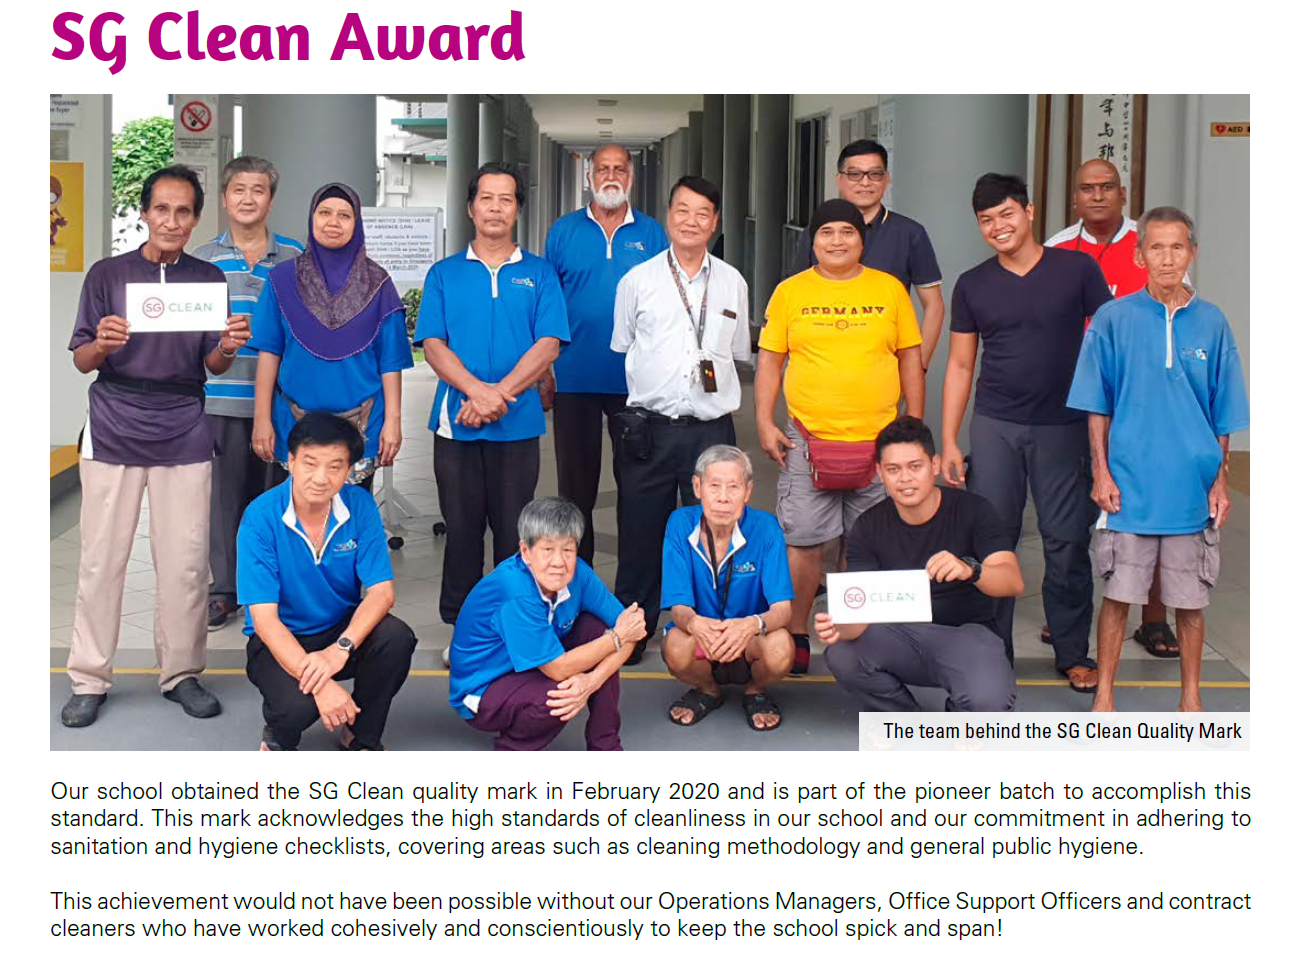 SG Clean Award
SG CLEAN
GERMANY
SG CLEAN
AED
年与班
The team behind the SG Clean Quality Mark
Our school obtained the SG Clean quality mark in February 2020 and is part of the pioneer batch to accomplish this
standard. This mark acknowledges the high standards of cleanliness in our school and our commitment in adhering to
sanitation and hygiene checklists, covering areas such as cleaning methodology and general public hygiene.
This achievement would not have been possible without our Operations Managers, Office Support Officers and contract
cleaners who have worked cohesively and conscientiously to keep the school spick and span!